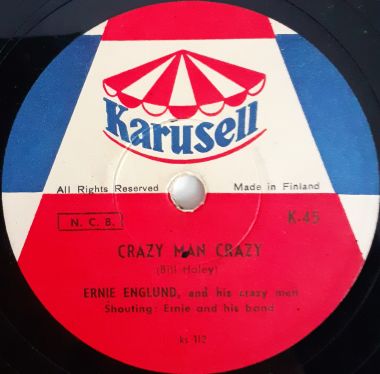 Karusell
All Rights Reserved Made in Finland
N. C. B. K-45
CRAZY MAN CRAZY
(Bill Haley)
ERNIE ENGLUND, and his crazy men
Shouting: Ernie and his band
ks 112